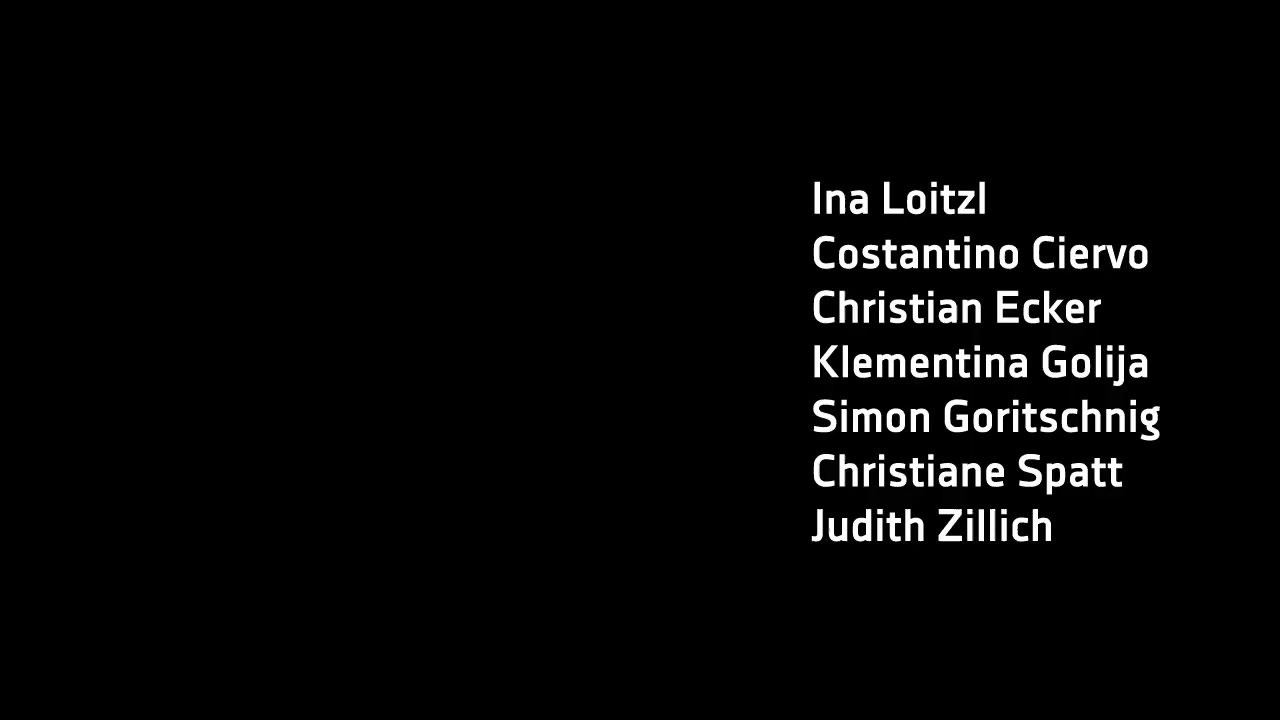 Ina Loitzl
Costantino Ciervo
Christian Ecker
Klementina Golija
Simon Goritschnig
Christiane Spatt
Judith Zillich